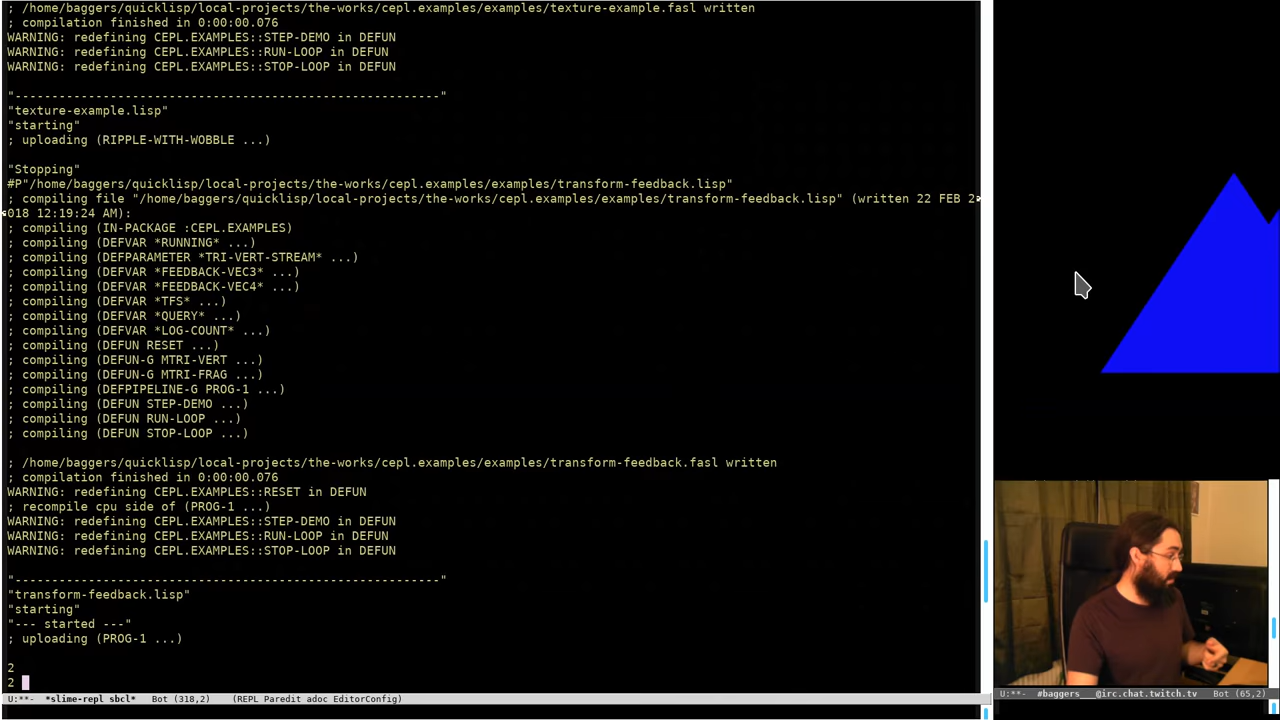 ; /home/baggers/quicklisp/local-projects/the-works/cepl.examples/examples/texture-example.fasl written
; compilation finished in 0:00:00.076
WARNING: redefining CEPL.EXAMPLES::STEP-DEMO in DEFUN
WARNING: redefining CEPL.EXAMPLES::RUN-LOOP in DEFUN
WARNING: redefining CEPL.EXAMPLES::STOP-LOOP in DEFUN
"----------------------------------------------------------"
"texture-example.lisp"
"starting"
; uploading (RIPPLE-WITH-WOBBLE ...)
"Stopping"
#P"/home/baggers/quicklisp/local-projects/the-works/cepl.examples/examples/transform-feedback.lisp"
; compiling file "/home/baggers/quicklisp/local-projects/the-works/cepl.examples/examples/transform-feedback.lisp" (written 22 FEB 2
018 12:19:24 AM):
; compiling (IN-PACKAGE :CEPL.EXAMPLES)
; compiling (DEFVAR *RUNNING* ...)
; compiling (DEFPARAMETER *TRI-VERT-STREAM* ...)
; compiling (DEFVAR *FEEDBACK-VEC3* ...)
; compiling (DEFVAR *FEEDBACK-VEC4* ...)
; compiling (DEFVAR *TFS* ...)
; compiling (DEFVAR *QUERY* ...)
; compiling (DEFVAR *LOG-COUNT* ...)
; compiling (DEFUN RESET ...)
; compiling (DEFUN-G MTRI-VERT ...)
; compiling (DEFUN-G MTRI-FRAG ...)
; compiling (DEFPIPELINE-G PROG-1 ...)
; compiling (DEFUN STEP-DEMO ...)
; compiling (DEFUN RUN-LOOP ...)
; compiling (DEFUN STOP-LOOP ...)
; /home/baggers/quicklisp/local-projects/the-works/cepl.examples/examples/transform-feedback.fasl written
; compilation finished in 0:00:00.076
WARNING: redefining CEPL.EXAMPLES::RESET in DEFUN
; recompile cpu side of (PROG-1 ...)
WARNING: redefining CEPL.EXAMPLES::STEP-DEMO in DEFUN
WARNING: redefining CEPL.EXAMPLES::RUN-LOOP in DEFUN
WARNING: redefining CEPL.EXAMPLES::STOP-LOOP in DEFUN
"----------------------------------------------------------"
"transform-feedback.lisp"
"starting"
"--- started ---"
; uploading (PROG-1 ...)
2
2
U:**- *slime-repl sbcl* Bot (318,2) (REPL Paredit adoc EditorConfig)
U:**- #baggers___@irc.chat.twitch.tv Bot (65,2)